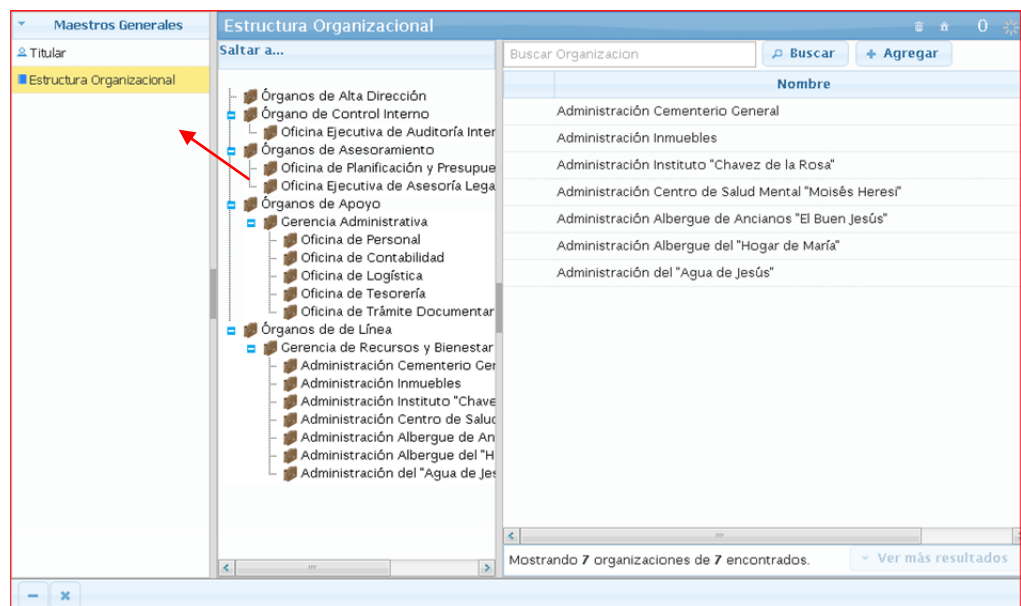 Maestros Generales
Titular
Estructura Organizacional
Estructura Organizacional
0
Saltar a...
Órganos de Alta Dirección
Órgano de Control Interno
Oficina Ejecutiva de Auditoría Inter
Órganos de Asesoramiento
Oficina de Planificación y Presupue
Oficina Ejecutiva de Asesoría Lega
Órganos de Apoyo
Gerencia Administrativa
Oficina de Personal
Oficina de Contabilidad
Oficina de Logística
Oficina de Tesorería
Oficina de Trámite Documentar
Órganos de de Línea
Gerencia de Recursos y Bienestar
Administración Cementerio Ger
Administración Inmuebles
Administración Instituto "Chave
Administración Centro de Saluc
Administración Albergue de An
Administración Albergue del "H
Administración del "Agua de Jes
Buscar Organizacion
Buscar
Agregar
Nombre
Administración Cementerio General
Administración Inmuebles
Administración Instituto "Chavez de la Rosa"
Administración Centro de Salud Mental "Moisés Heresi"
Administración Albergue de Ancianos "El Buen Jesús"
Administración Albergue del "Hogar de María"
Administración del "Agua de Jesús"
Mostrando 7 organizaciones de 7 encontrados.
Ver más resultados